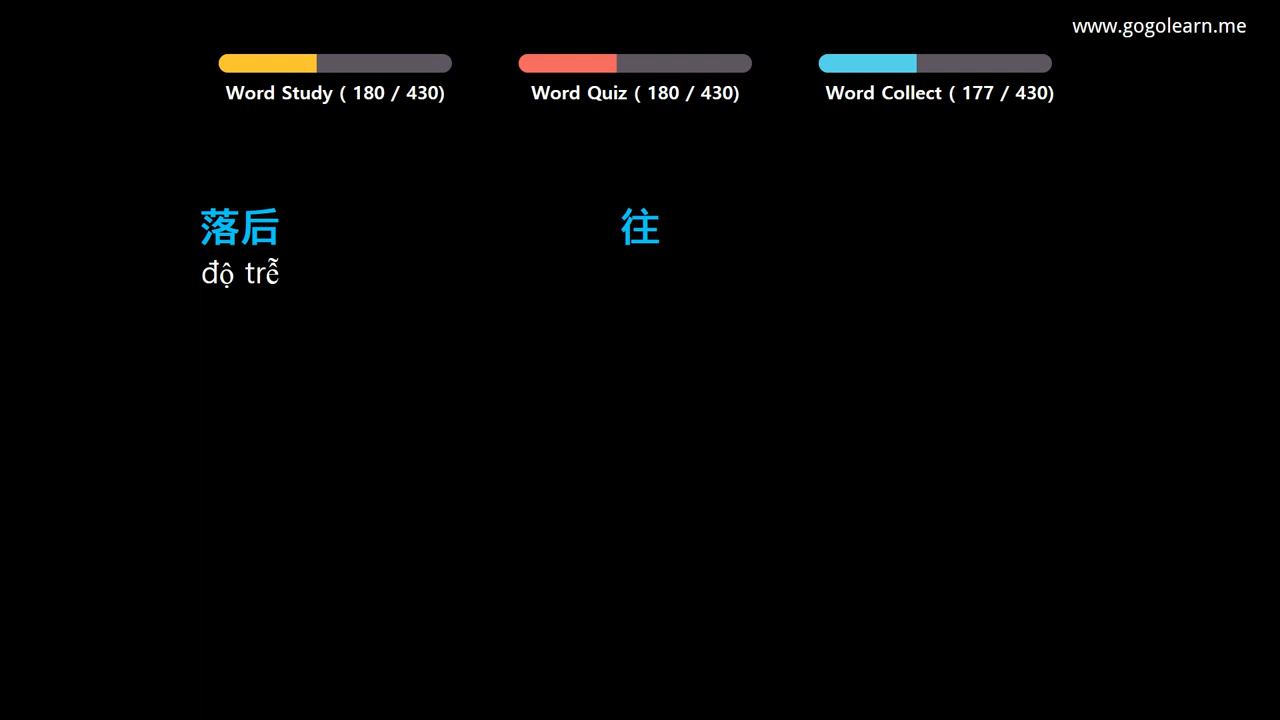 www.gogolearn.me
Word Study ( 180 / 430)
Word Quiz ( 180 / 430)
Word Collect ( 177 / 430)
落后
độ trễ
往